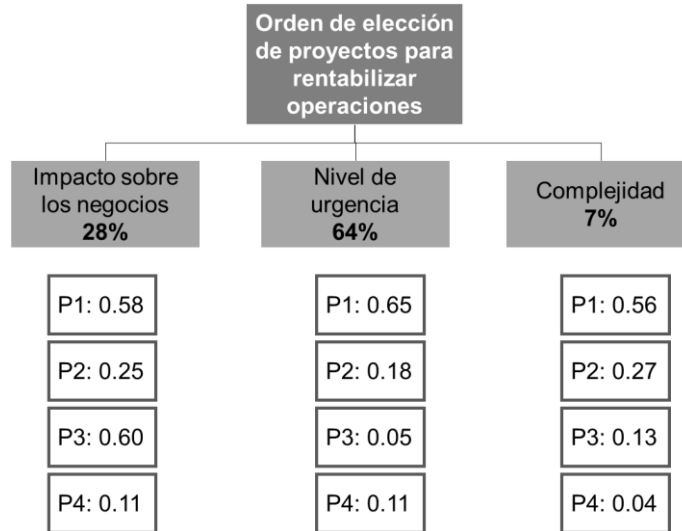 Orden de elección
de proyectos para
rentabilizar
operaciones
Impacto sobre
los negocios
28%
Nivel de
urgencia
64%
Complejidad
7%
P1: 0.58
P2: 0.25
P3: 0.60
P4: 0.11
P1: 0.65
P2: 0.18
P3: 0.05
P4: 0.11
P1: 0.56
P2: 0.27
P3: 0.13
P4: 0.04